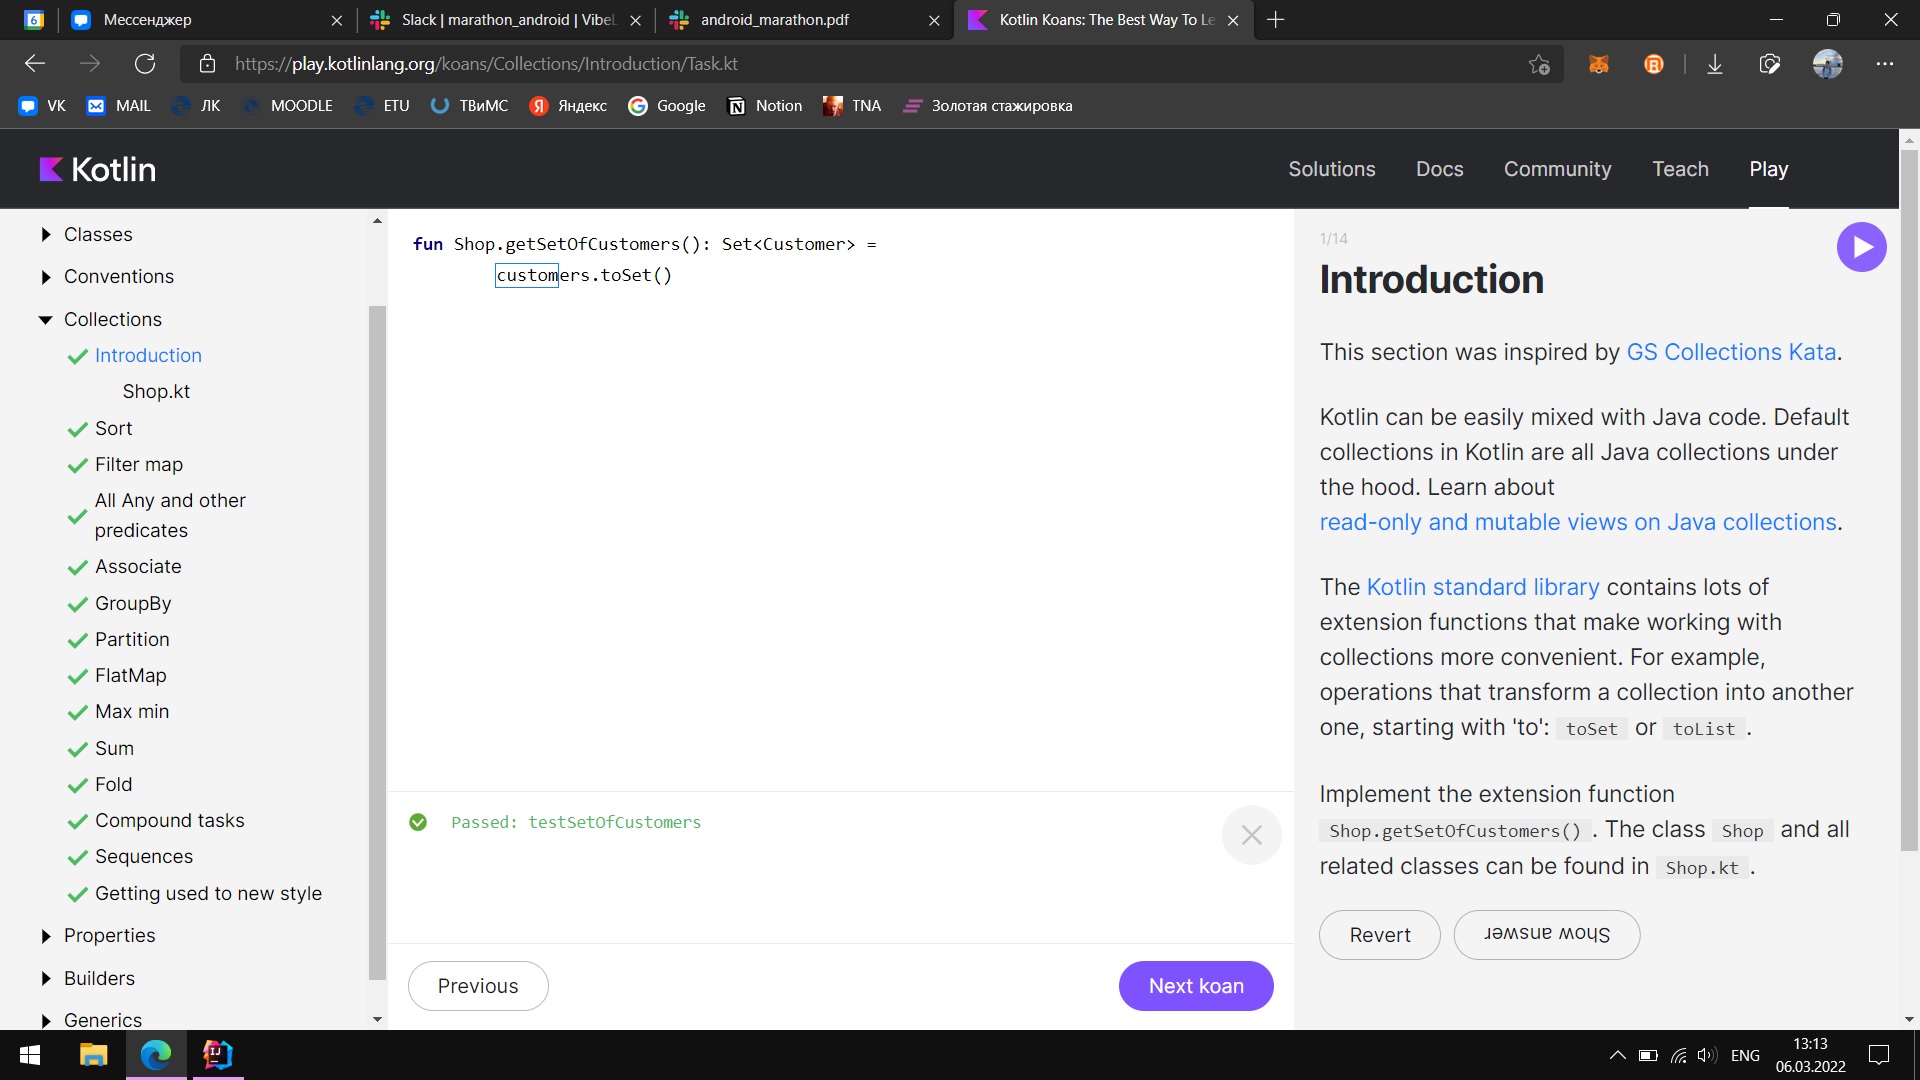 6
Мессенджер
Slack | marathon_android | VibeL
android_marathon.pdf
Kotlin Koans: The Best Way To Le
https://play.kotlinlang.org/koans/Collections/Introduction/Task.kt
VK
MAIL
ЛК
MOODLE
ETU
ТВиМС
Яндекс
Google
Notion
TNA
Золотая стажировка
Kotlin
Solutions
Docs
Community
Teach
Play
Classes
Conventions
Collections
Introduction
Shop.kt
Sort
Filter map
All Any and other
predicates
Associate
GroupBy
Partition
FlatMap
Max min
Sum
Fold
Compound tasks
Sequences
Getting used to new style
Properties
Builders
Generics
fun Shop.getSetOfCustomers(): Set<Customer> =
customers.toSet()
Passed: testSetOfCustomers
Previous
Next koan
1/14
Introduction
This section was inspired by GS Collections Kata.
Kotlin can be easily mixed with Java code. Default
collections in Kotlin are all Java collections under
the hood. Learn about
read-only and mutable views on Java collections.
The Kotlin standard library contains lots of
extension functions that make working with
collections more convenient. For example,
operations that transform a collection into another
one, starting with 'to': toSet or toList .
Implement the extension function
Shop.getSetOfCustomers() . The class Shop and all
related classes can be found in Shop.kt .
Revert
Show answer
IJ
ENG
13:13
06.03.2022